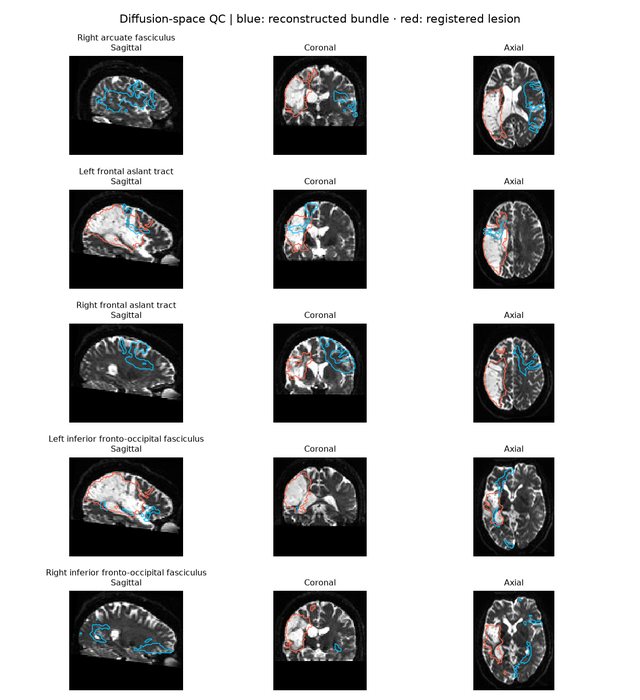 Diffusion-space QC | blue: reconstructed bundle · red: registered lesion
Right arcuate fasciculus
Sagittal
Coronal
Axial
Left frontal aslant tract
Sagittal
Coronal
Axial
Right frontal aslant tract
Sagittal
Coronal
Axial
Left inferior fronto-occipital fasciculus
Sagittal
Coronal
Axial
Right inferior fronto-occipital fasciculus
Sagittal
Coronal
Axial